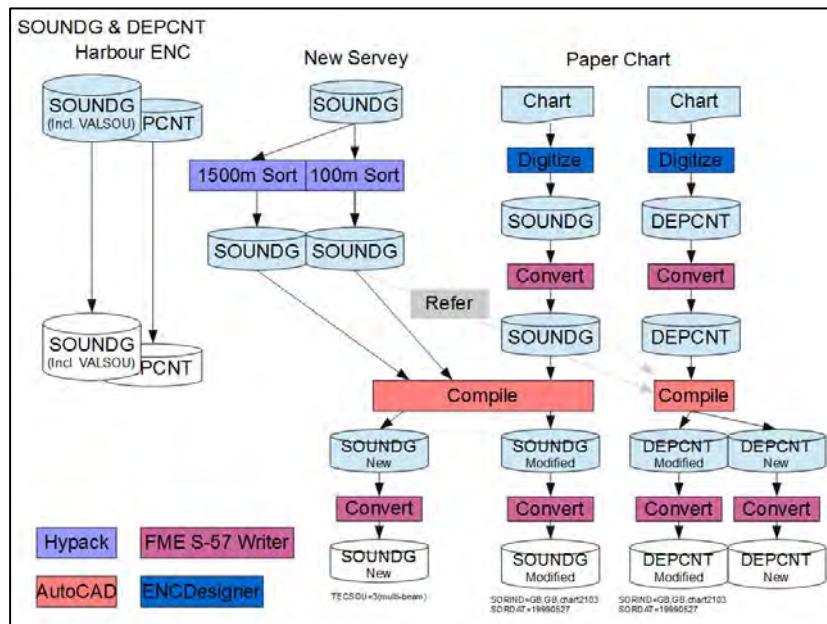 SOUNDG & DEPCNT
Harbour ENC
New Servey
Paper Chart
SOUNDG
(Incl. VALSOU)
PCNT
SOUNDG
Chart
Chart
1500m Sort
100m Sort
Digitize
Digitize
SOUNDG
SOUNDG
SOUNDG
DEPCNT
Convert
Convert
Refer
SOUNDG
(Incl. VALSOU)
PCNT
SOUNDG
DEPCNT
Compile
Compile
SOUNDG
New
SOUNDG
Modified
DEPCNT
Modified
DEPCNT
New
Convert
Convert
Convert
Convert
SOUNDG
New
SOUNDG
Modified
DEPCNT
Modified
DEPCNT
New
TECSOU=3(multi-beam)
SORIND=GB,GB,chart2103
SORDAT=19990527
SORIND=GB,GB,chart2103
SORDAT=19990527
Hypack
FME S-57 Writer
AutoCAD
ENCDesigner